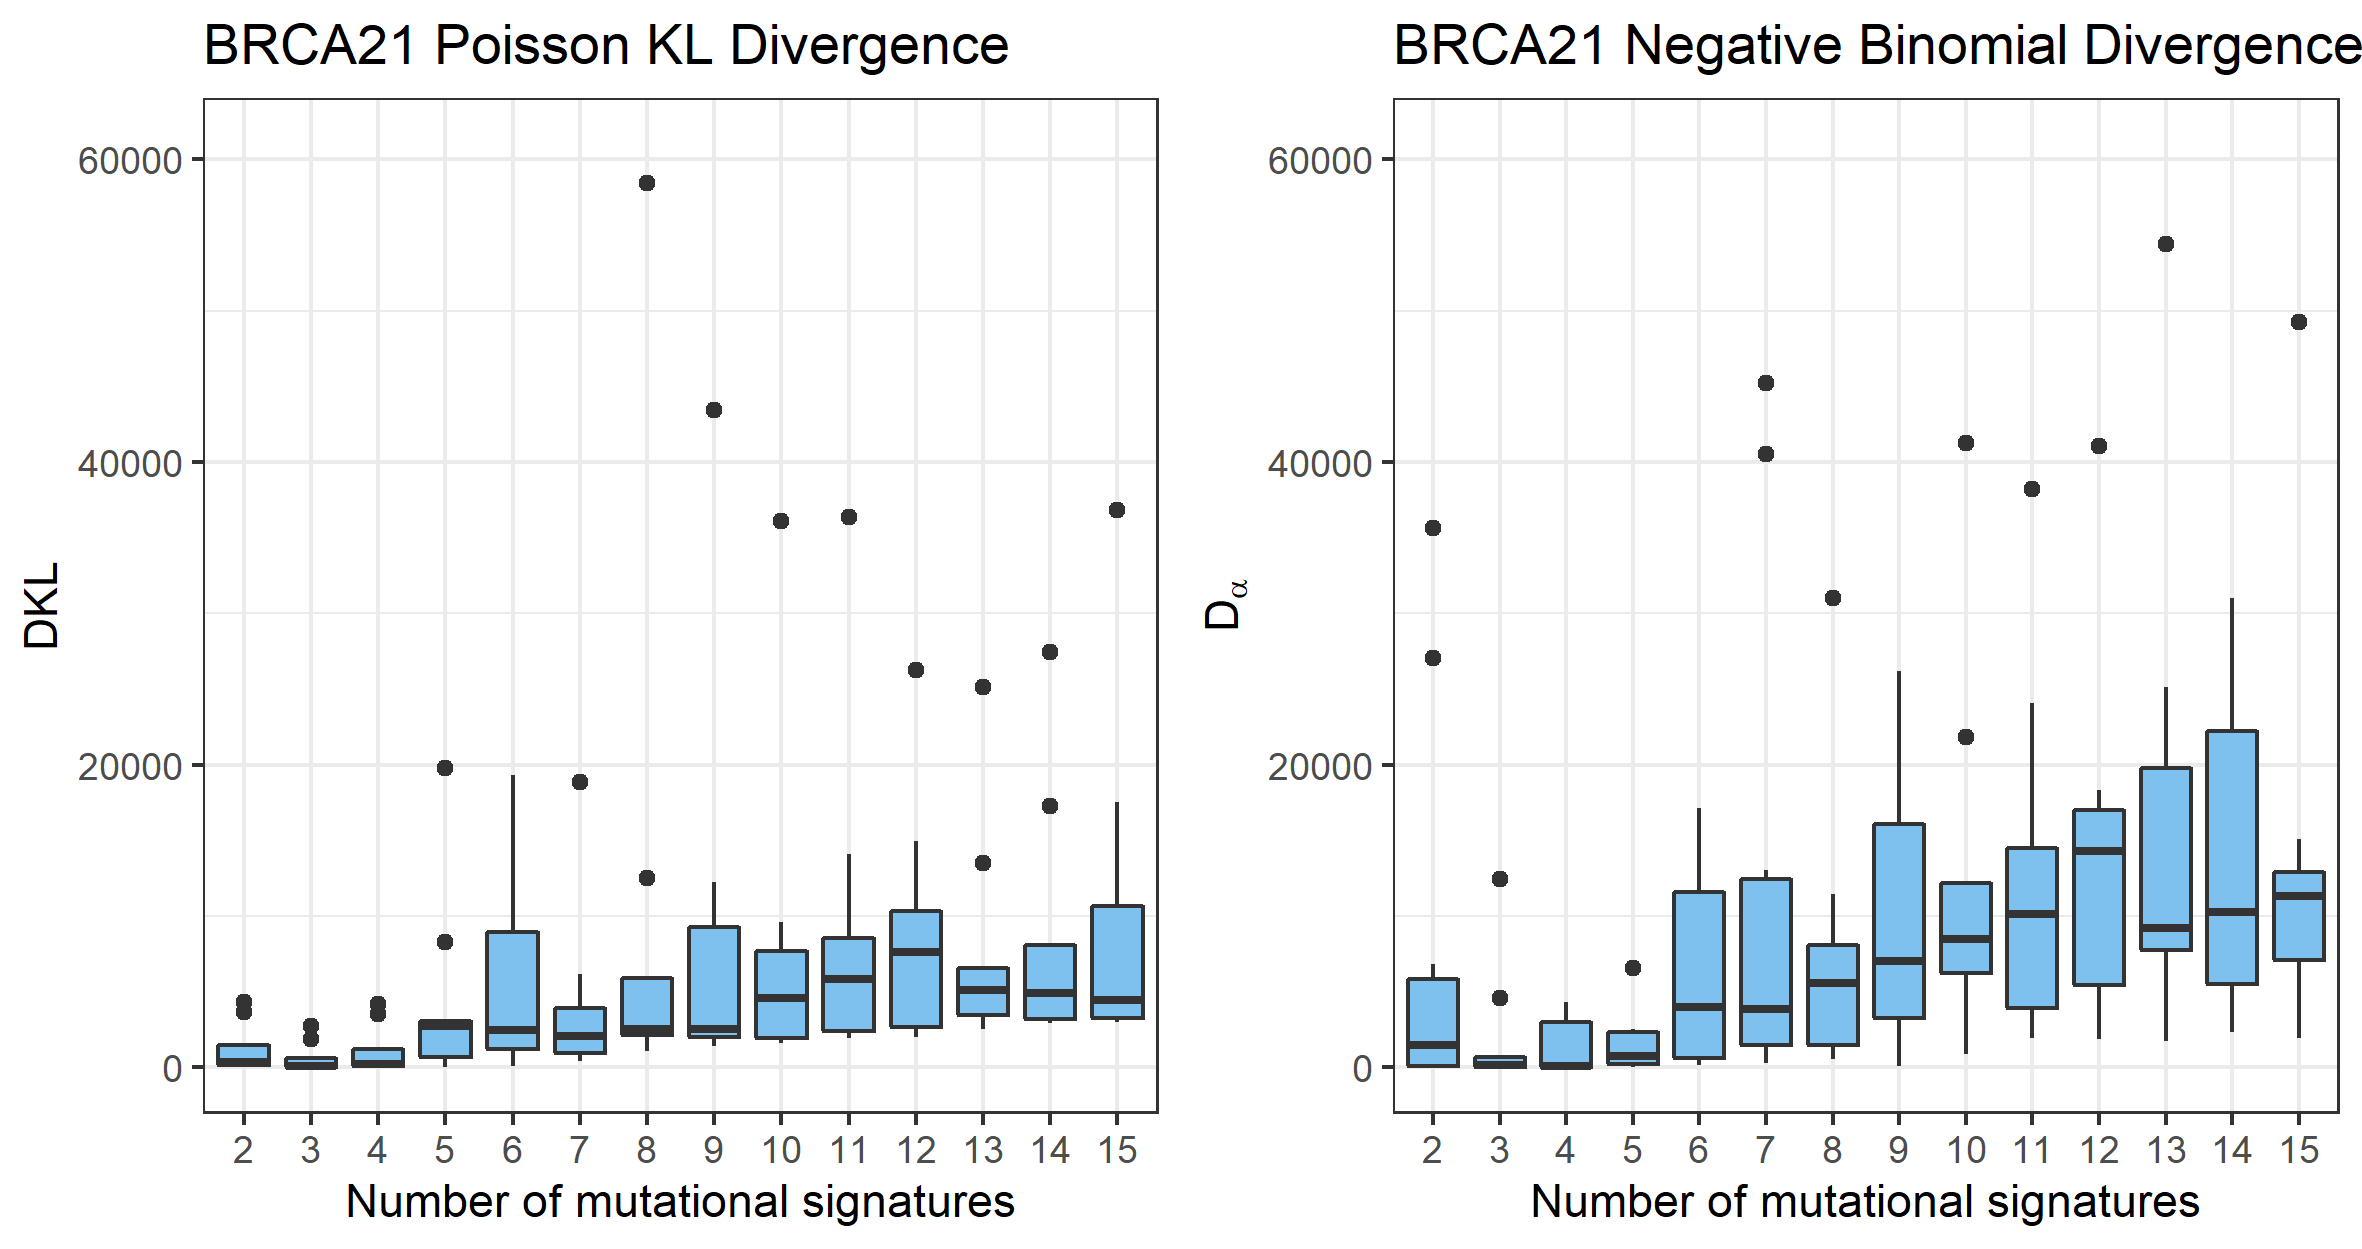 BRCA21 Poisson KL Divergence
60000
40000
20000
0
DKL
2 3 4 5 6 7 8 9 10 11 12 13 14 15
Number of mutational signatures
BRCA21 Negative Binomial Divergence
60000
40000
20000
0
Dα
2 3 4 5 6 7 8 9 10 11 12 13 14 15
Number of mutational signatures